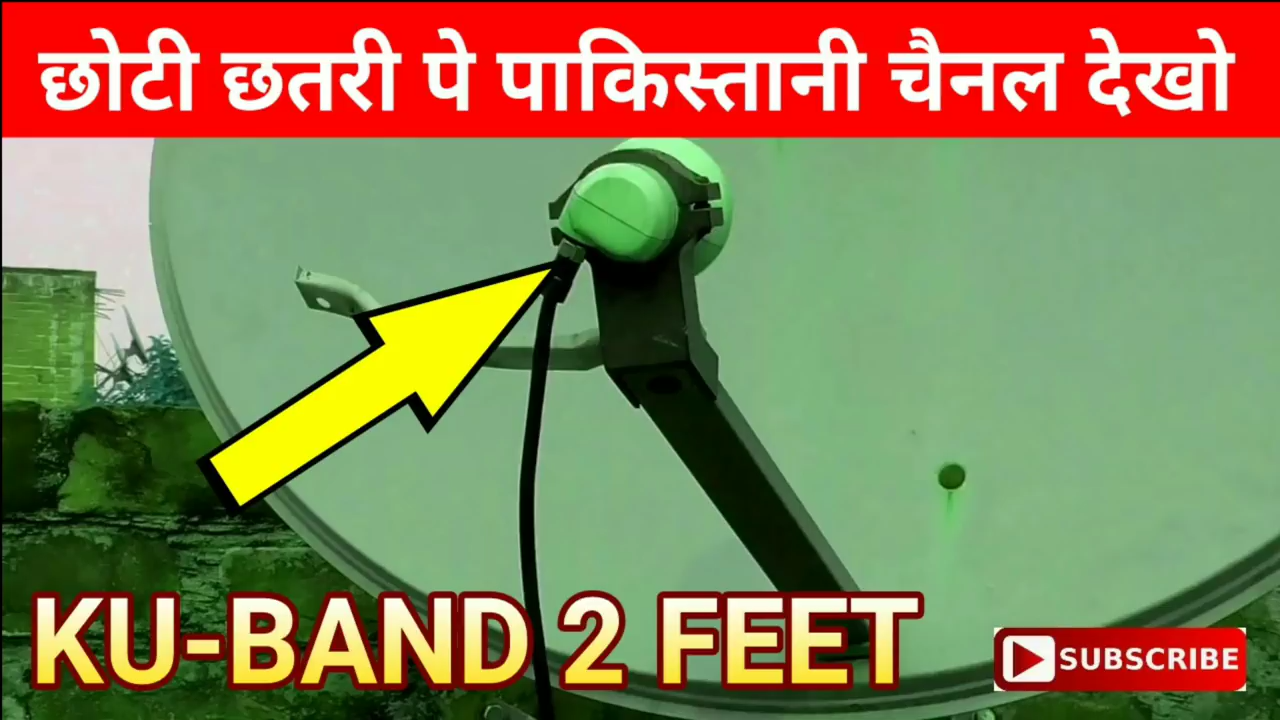 छोटी छतरी पे पाकिस्तानी चैनल देखो
KU-BAND 2 FEET
SUBSCRIBE